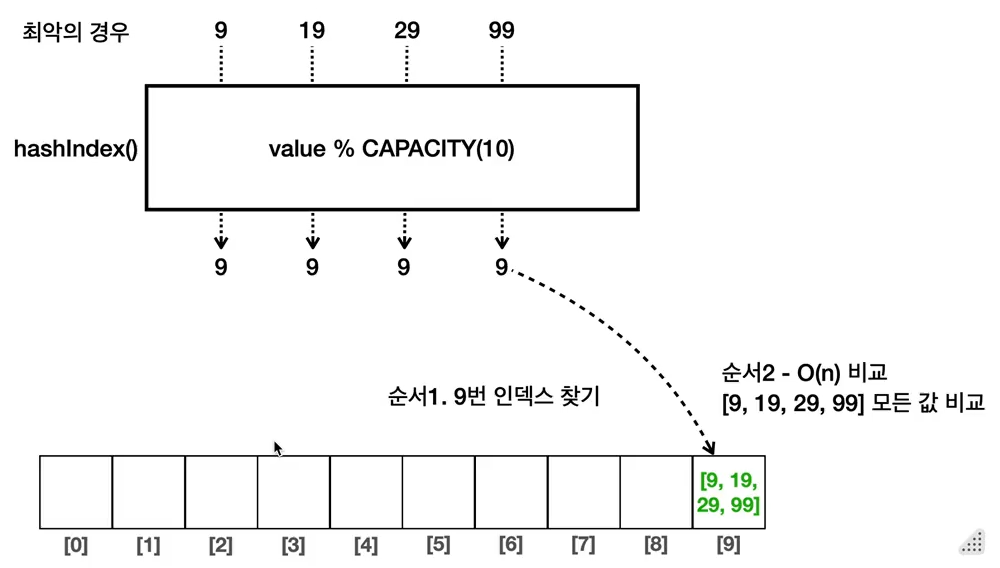 최악의 경우 9 19 29 99
hashIndex() value % CAPACITY(10)
9 9 9 9
순서1. 9번 인덱스 찾기
순서2 - O(n) 비교
[9, 19, 29, 99] 모든 값 비교
[9, 19,
29, 99]
[0] [1] [2] [3] [4] [5] [6] [7] [8] [9]